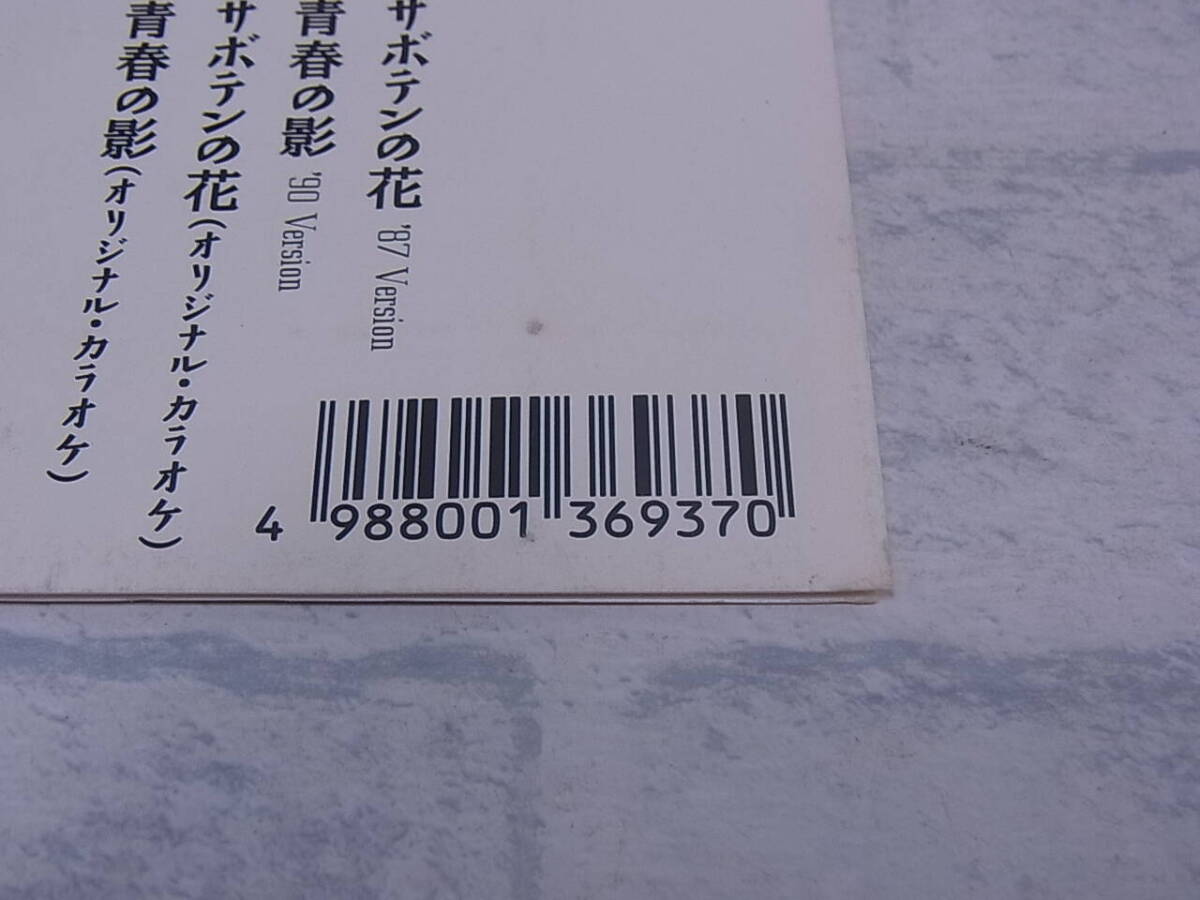 サボテンの花 '87 Version
青春の影 '90 Version
サボテンの花(オリジナル・カラオケ)
青春の影(オリジナル・カラオケ)
4 988001 369370